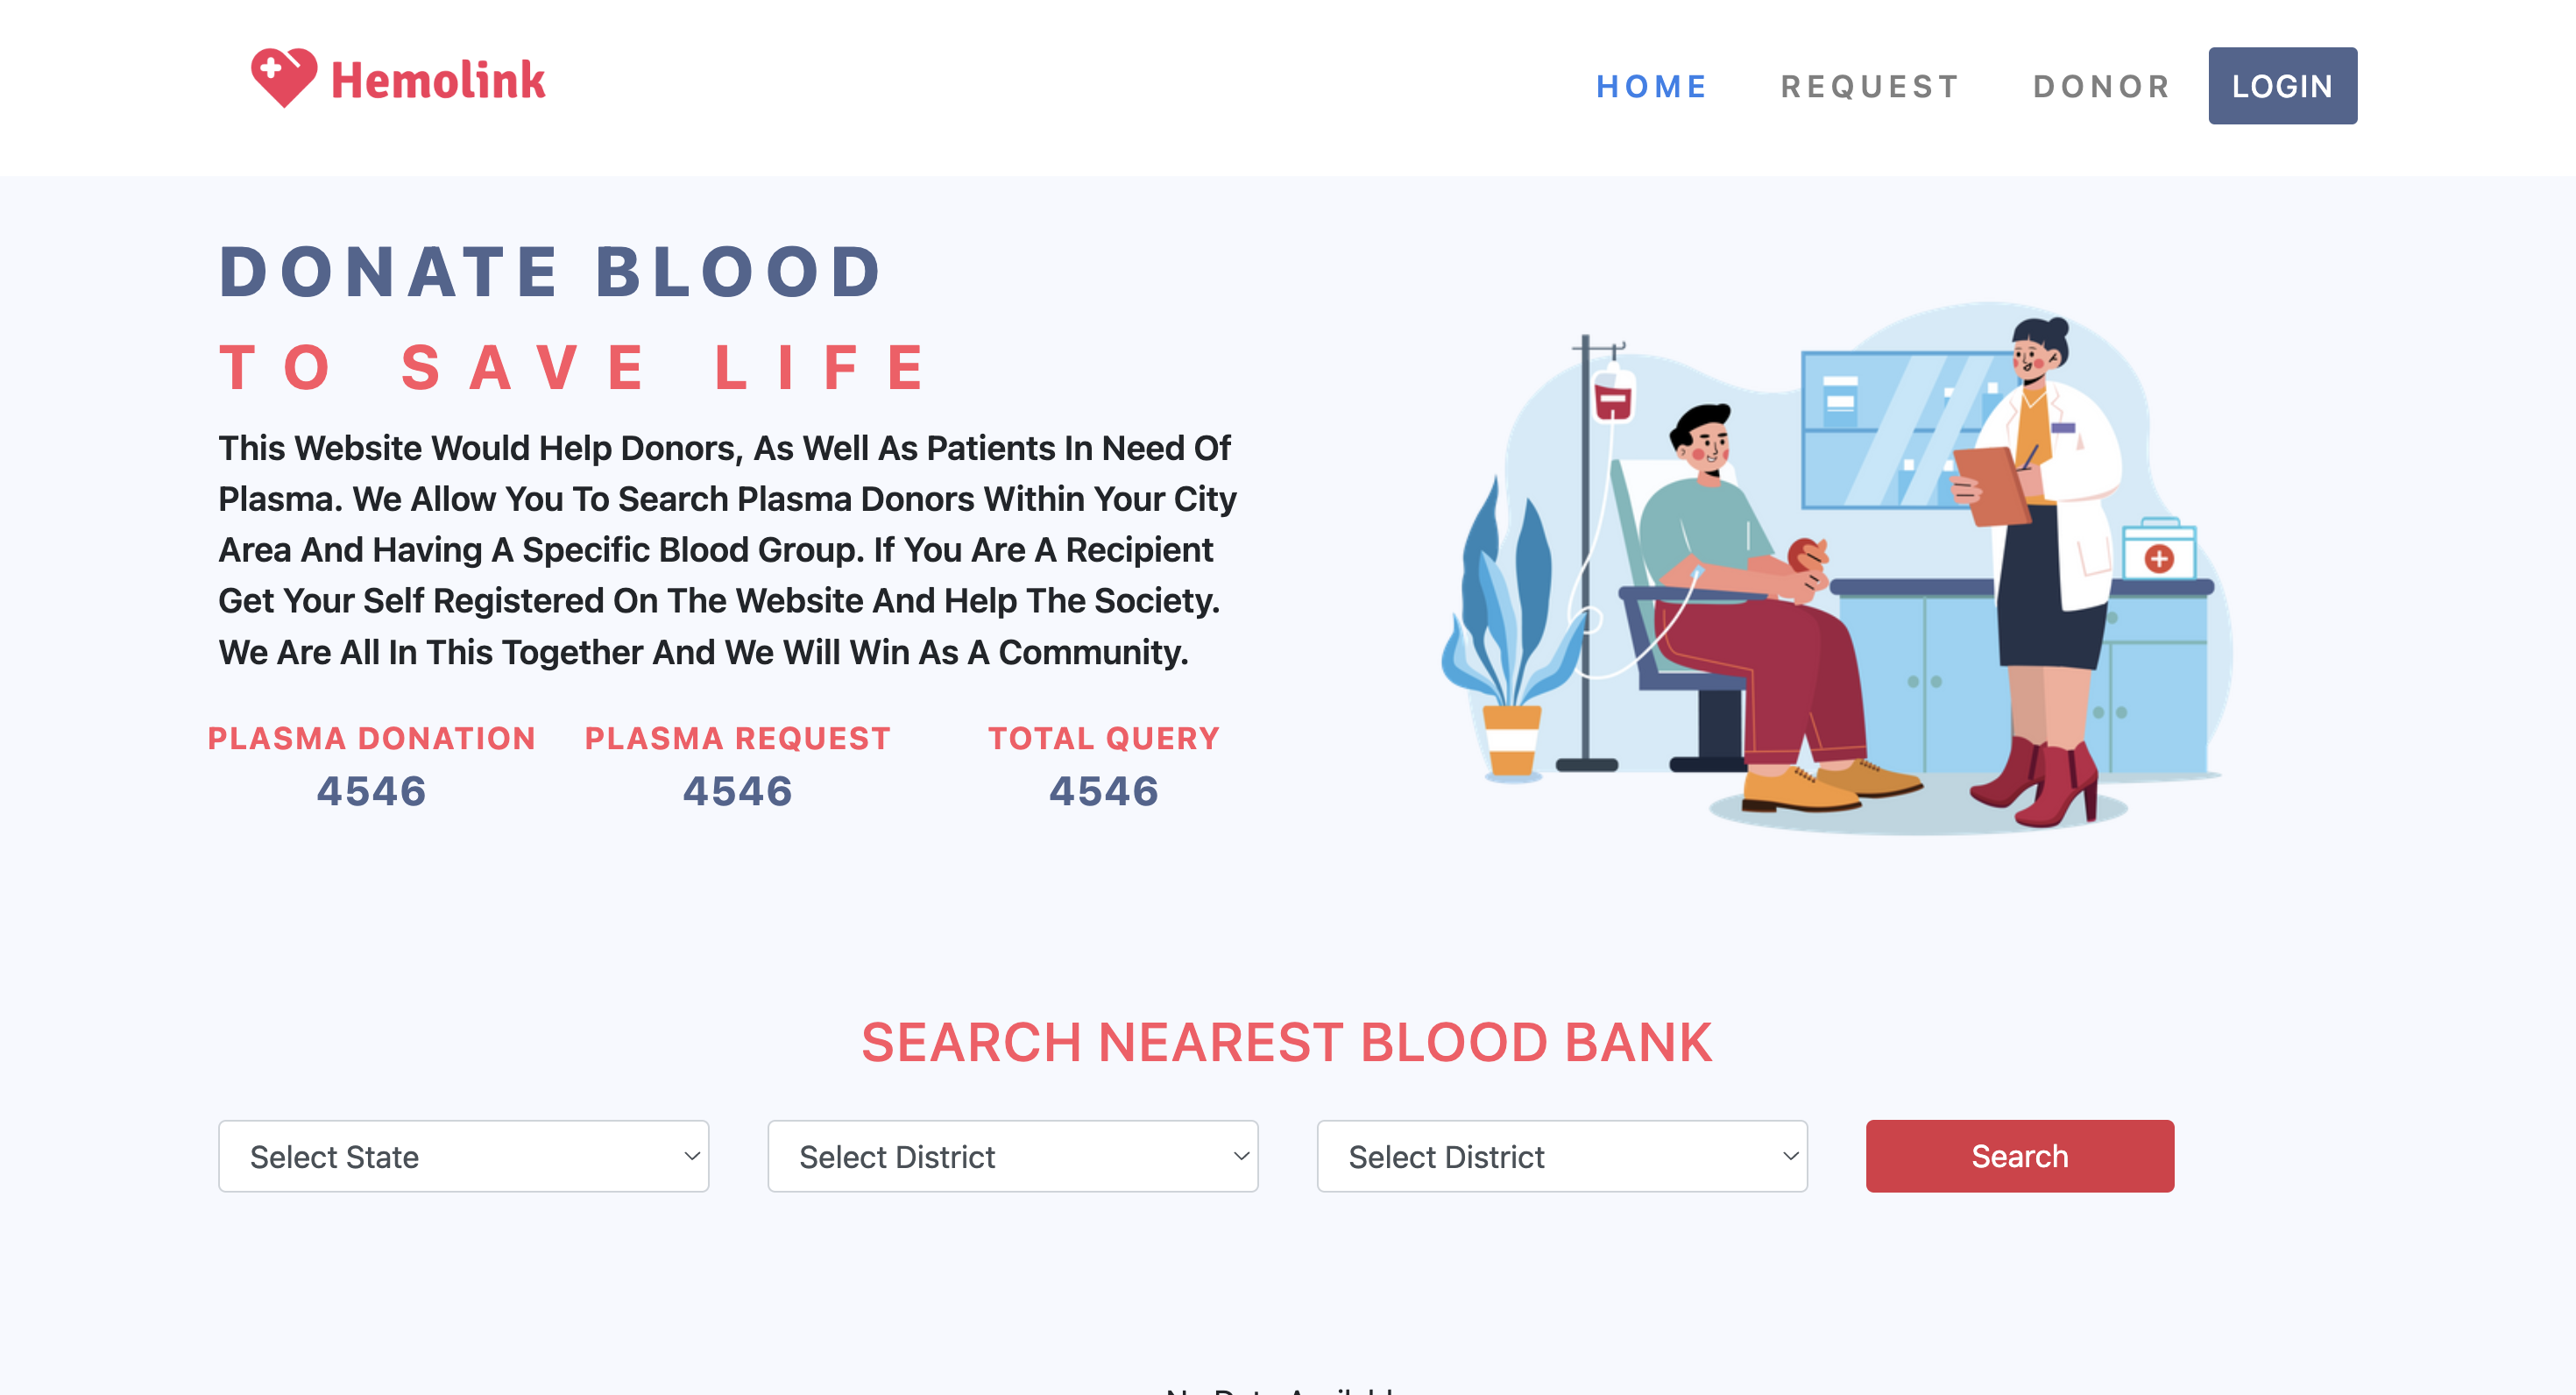 Hemolink
HOME REQUEST DONOR LOGIN
DONATE BLOOD
TO SAVE LIFE
This Website Would Help Donors, As Well As Patients In Need Of
Plasma. We Allow You To Search Plasma Donors Within Your City
Area And Having A Specific Blood Group. If You Are A Recipient
Get Your Self Registered On The Website And Help The Society.
We Are All In This Together And We Will Win As A Community.
PLASMA DONATION PLASMA REQUEST TOTAL QUERY
4546 4546 4546
SEARCH NEAREST BLOOD BANK
Select State Select District Select District Search
No Data